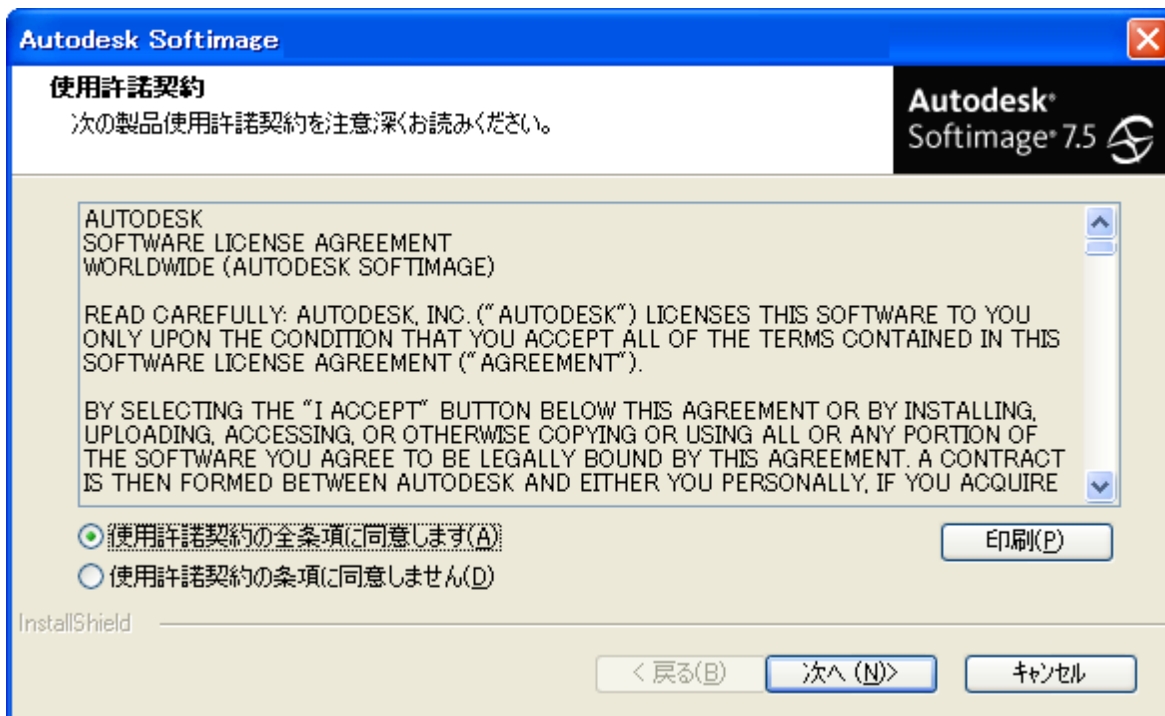 Autodesk Softimage
使用許諾契約
次の製品使用許諾契約を注意深くお読みください。
Autodesk®
Softimage® 7.5
AUTODESK
SOFTWARE LICENSE AGREEMENT
WORLDWIDE (AUTODESK SOFTIMAGE)
READ CAREFULLY: AUTODESK, INC. ("AUTODESK") LICENSES THIS SOFTWARE TO YOU
ONLY UPON THE CONDITION THAT YOU ACCEPT ALL OF THE TERMS CONTAINED IN THIS
SOFTWARE LICENSE AGREEMENT ("AGREEMENT").
BY SELECTING THE "I ACCEPT" BUTTON BELOW THIS AGREEMENT OR BY INSTALLING,
UPLOADING, ACCESSING, OR OTHERWISE COPYING OR USING ALL OR ANY PORTION OF
THE SOFTWARE YOU AGREE TO BE LEGALLY BOUND BY THIS AGREEMENT. A CONTRACT
IS THEN FORMED BETWEEN AUTODESK AND EITHER YOU PERSONALLY, IF YOU ACQUIRE
使用許諾契約の全条項に同意します(A)
印刷(P)
使用許諾契約の条項に同意しません(D)
InstallShield
< 戻る(B)
次へ (N)>
キャンセル